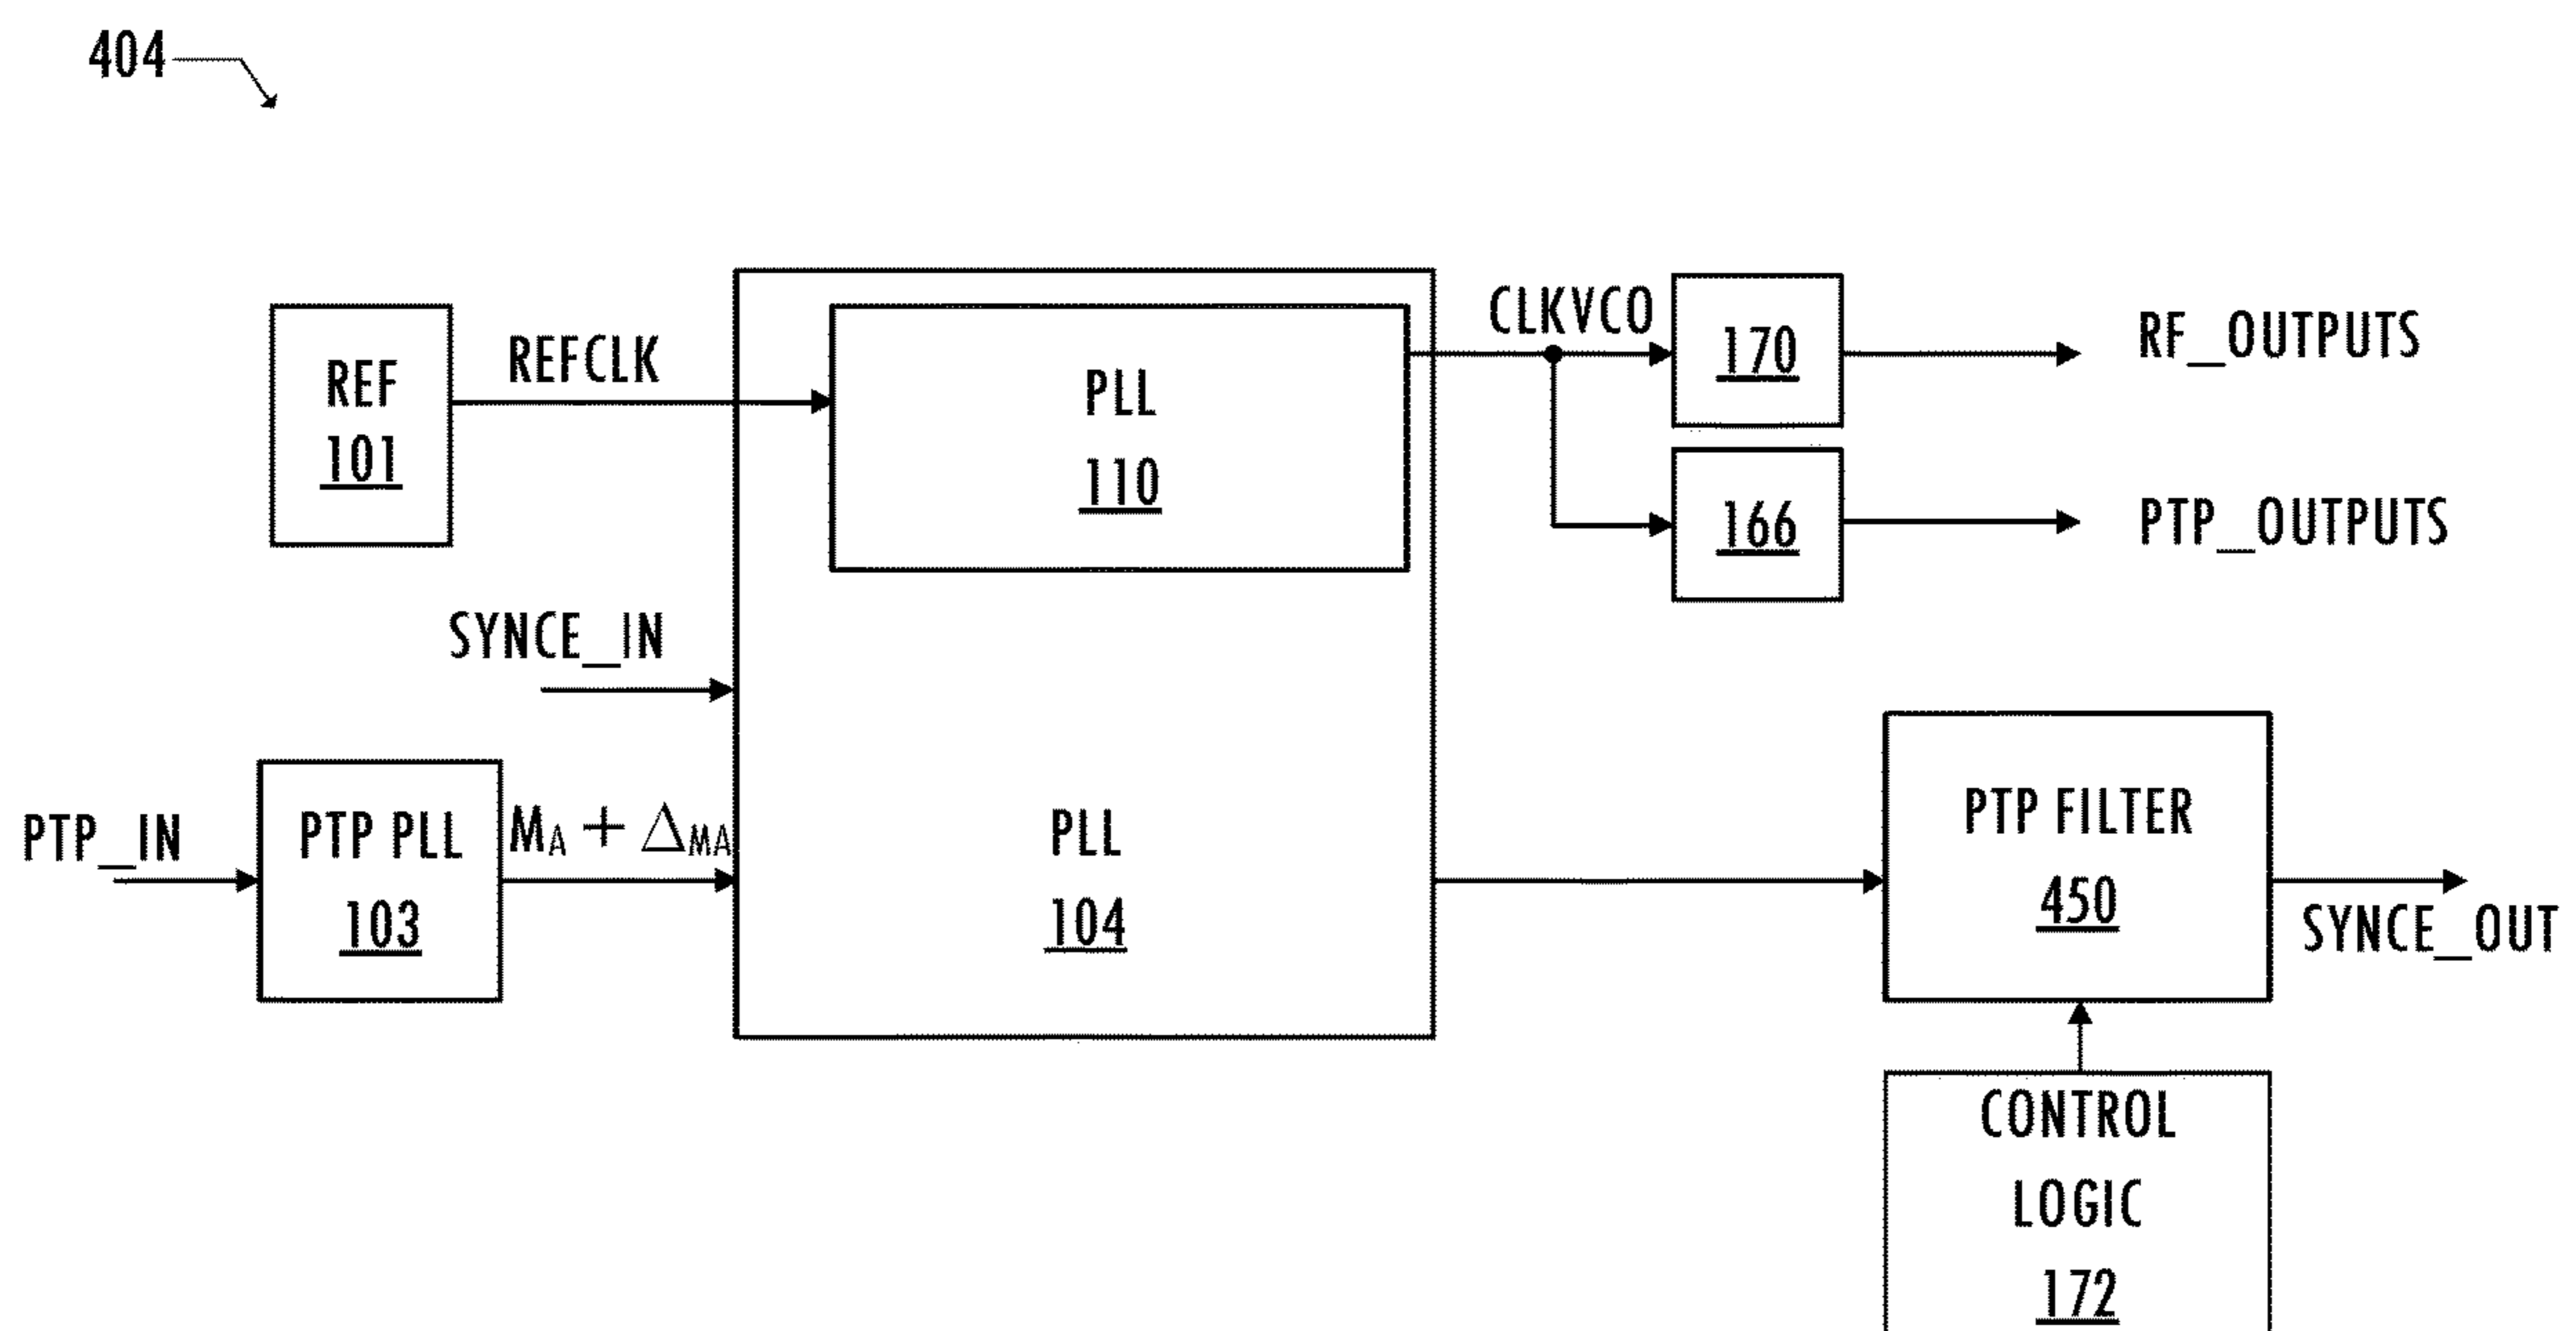 404
REF
101
REFCLK
PLL
110
CLKVCO
170
RF_OUTPUTS
166
PTP_OUTPUTS
SYNCE_IN
PTP_IN
PTP PLL
103
MA + ΔMA
PLL
104
PTP FILTER
450
SYNCE_OUT
CONTROL
LOGIC
172